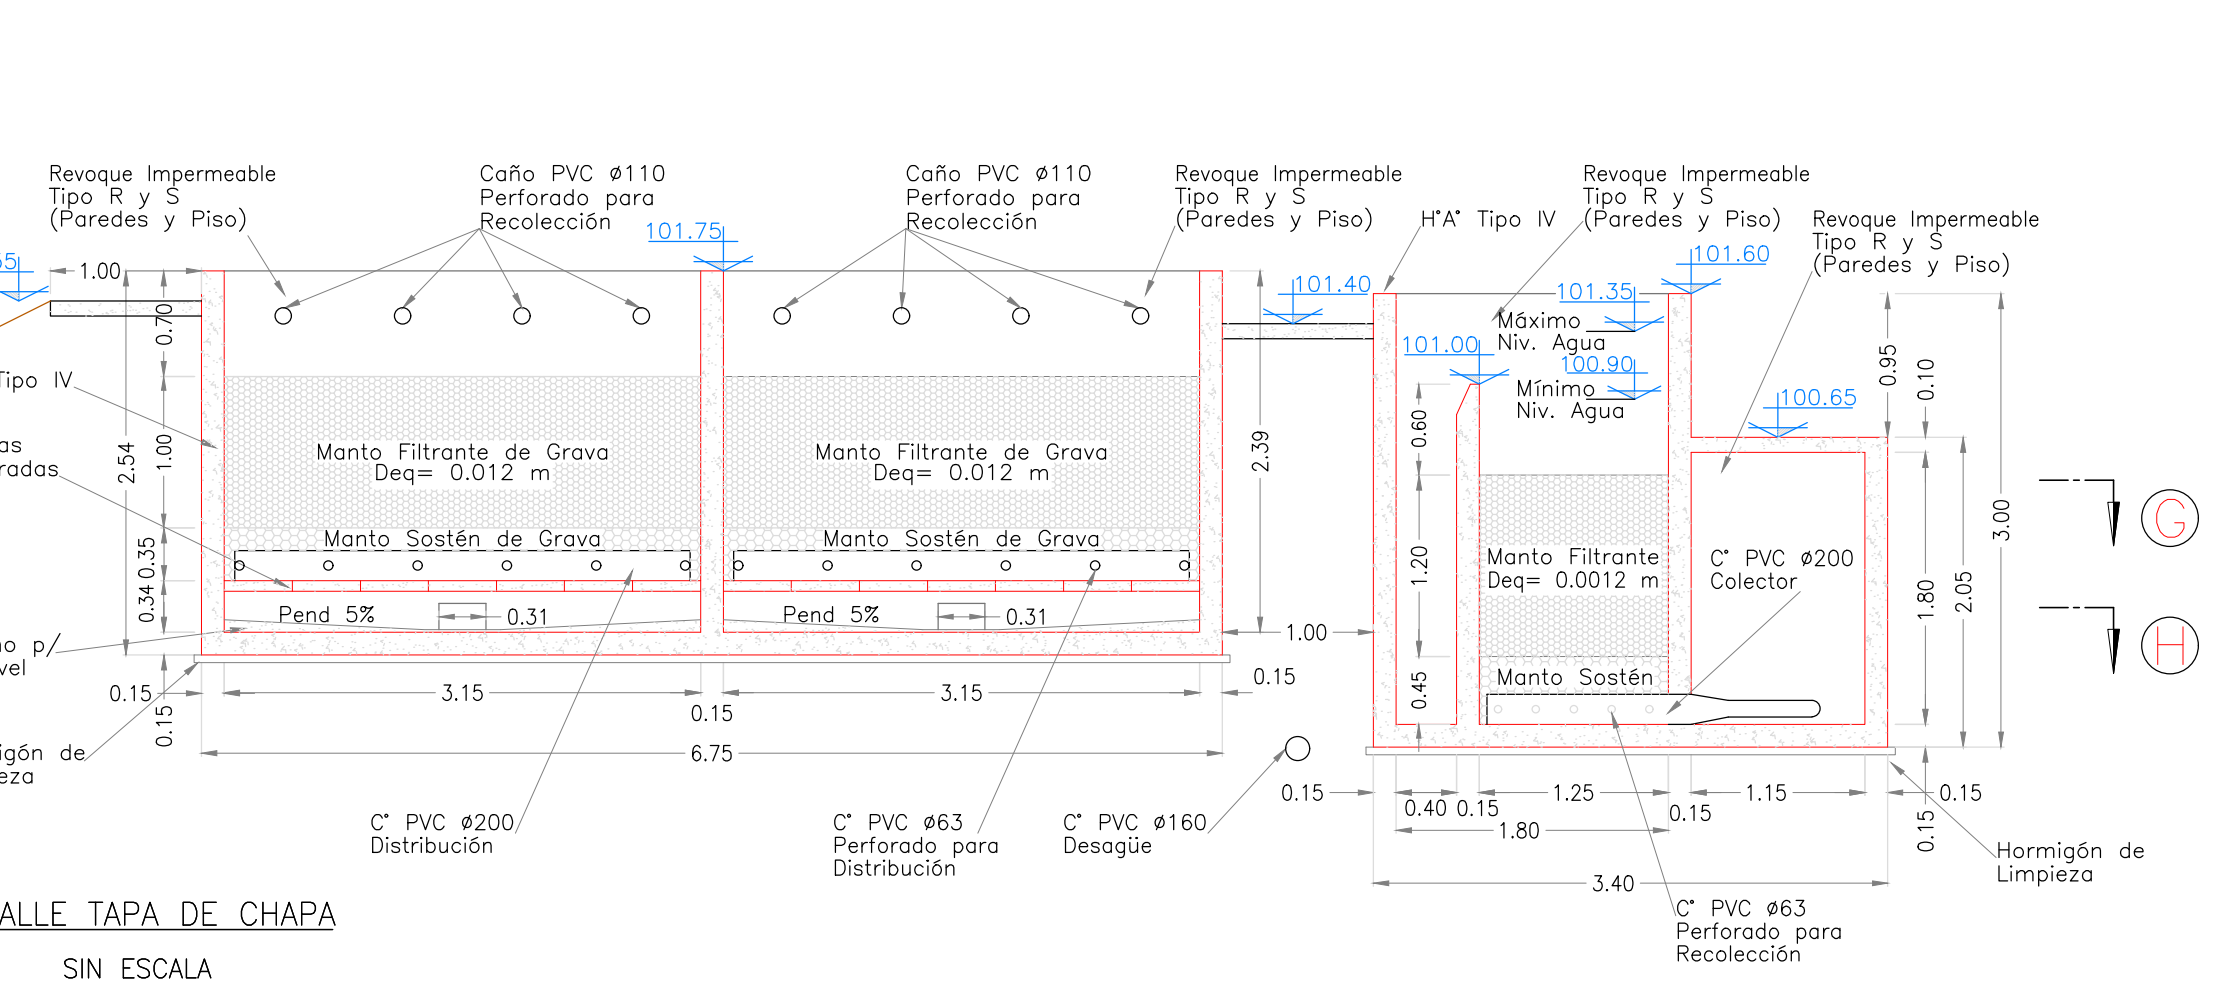 Revoque Impermeable
Tipo R y S
(Paredes y Piso)
Caño PVC ø110
Perforado para
Recolección
101.75
Caño PVC ø110
Perforado para
Recolección
Revoque Impermeable
Tipo R y S
(Paredes y Piso)
H°A° Tipo IV
Revoque Impermeable
Tipo R y S
(Paredes y Piso)
Revoque Impermeable
Tipo R y S
(Paredes y Piso)
55
1.00
0.70
101.40
101.60
101.35
Máximo
Niv. Agua
101.00
100.90
Mínimo
Niv. Agua
100.65
0.95
0.10
Tipo IV
2.54
1.00
Manto Filtrante de Grava
Deq= 0.012 m
Manto Filtrante de Grava
Deq= 0.012 m
2.39
0.60
as
radas
0.35
Manto Sostén de Grava
Manto Sostén de Grava
1.20
Manto Filtrante
Deq= 0.0012 m
C° PVC ø200
Colector
G
3.00
1.80
2.05
0.34
Pend 5%
0.31
Pend 5%
0.31
1.00
H
no p/
vel
0.15
3.15
0.15
3.15
0.15
0.15
0.45
Manto Sostén
6.75
igón de
eza
0.15
0.40
0.15
1.25
0.15
1.15
0.15
1.80
0.15
C° PVC ø200
Distribución
C° PVC ø63
Perforado para
Distribución
C° PVC ø160
Desagüe
Hormigón de
Limpieza
3.40
C° PVC ø63
Perforado para
Recolección
ALLE TAPA DE CHAPA
SIN ESCALA